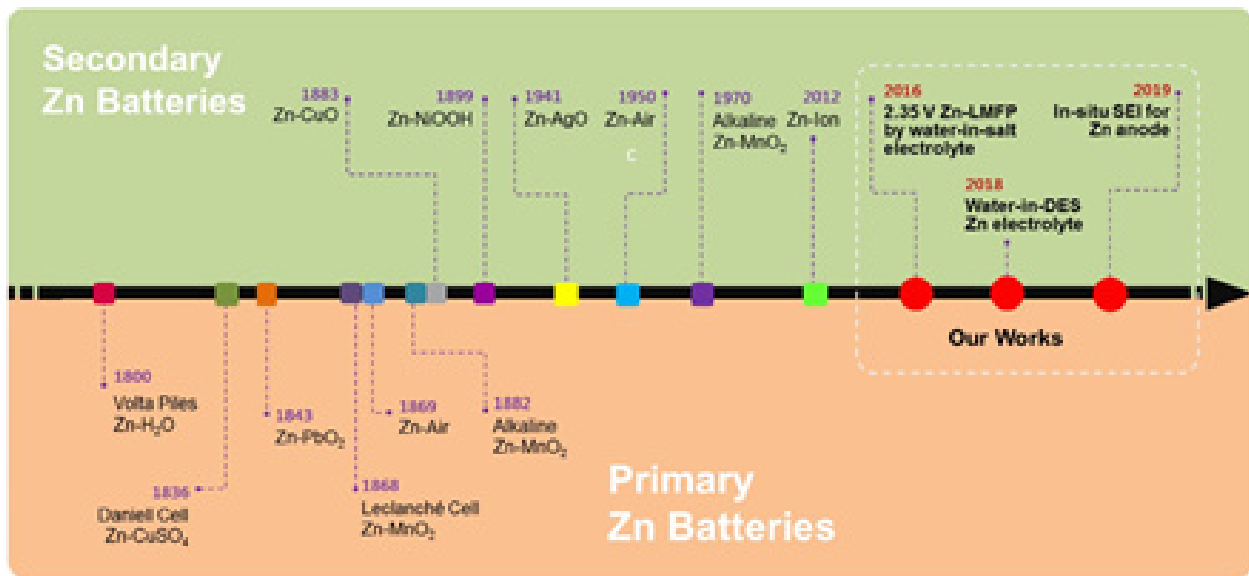 Secondary
Zn Batteries
1883
Zn-CuO
1899
Zn-NiOOH
1941
Zn-AgO
1950
Zn-Air
C
1970
Alkaline
Zn-MnO₂
2012
Zn-Ion
2016
2.35 V Zn-LMFP
by water-in-salt
electrolyte
2018
Water-in-DES
Zn electrolyte
2019
In-situ SEI for
Zn anode
Our Works
1800
Volta Piles
Zn-H₂O
1836
Daniell Cell
Zn-CuSO₄
1843
Zn-PbO₂
1868
Leclanché Cell
Zn-MnO₂
1869
Zn-Air
1882
Alkaline
Zn-MnO₂
Primary
Zn Batteries